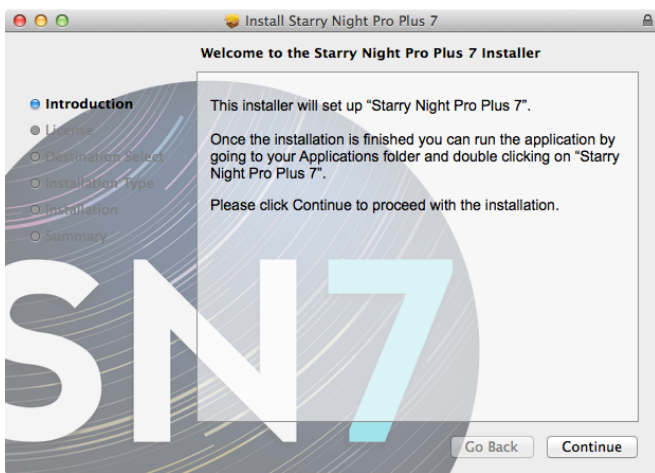 Install Starry Night Pro Plus 7
Welcome to the Starry Night Pro Plus 7 Installer
Introduction
License
Destination Select
Installation Type
Installation
Summary
This installer will set up “Starry Night Pro Plus 7”.
Once the installation is finished you can run the application by
going to your Applications folder and double clicking on “Starry
Night Pro Plus 7”.
Please click Continue to proceed with the installation.
SN7
Go Back
Continue